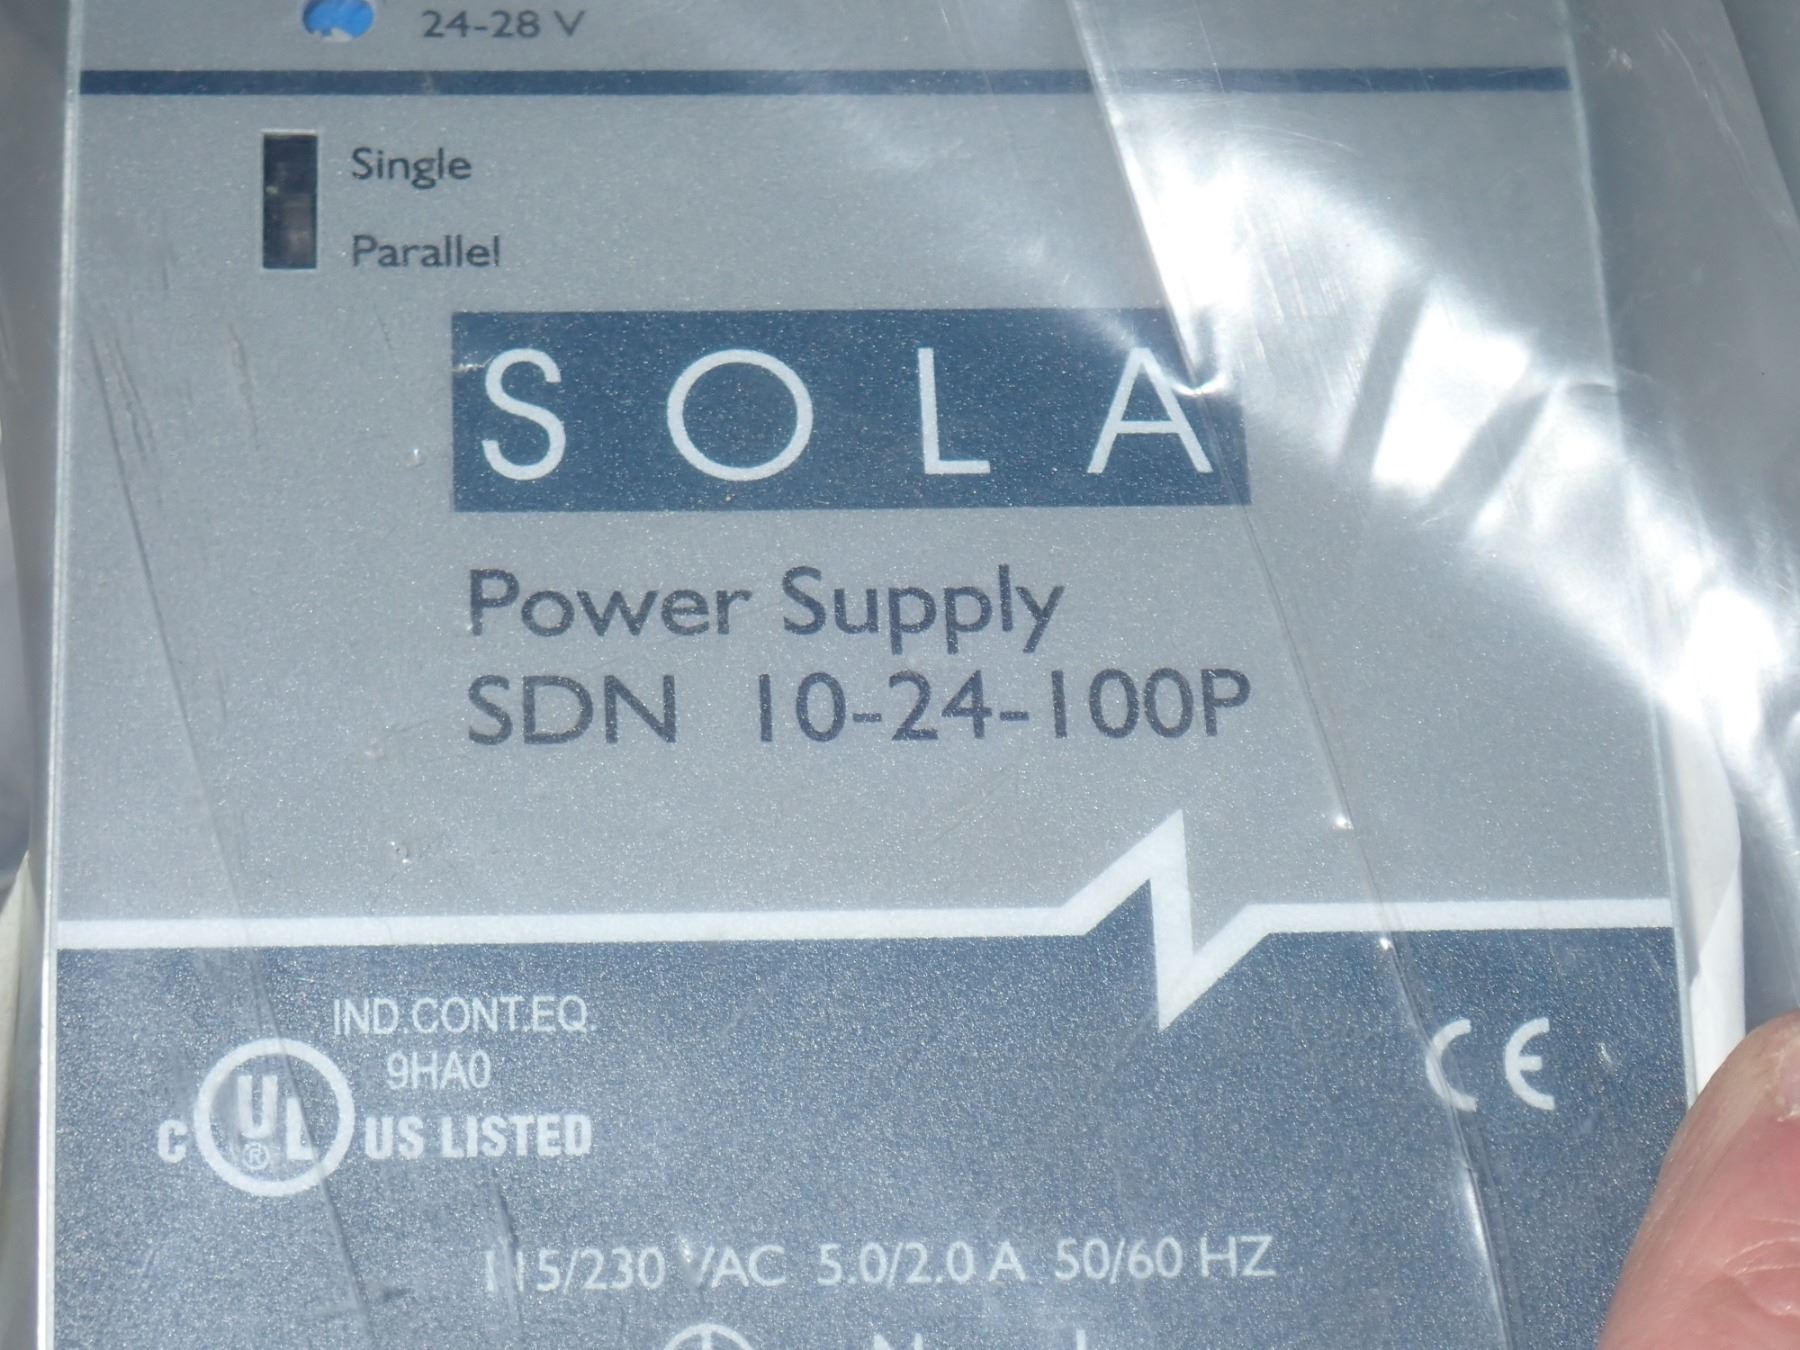 24-28 V
Single
Parallel
SOLA
Power Supply
SDN 10-24-100P
IND.CONT.EQ.
9HA0
C UL ® US LISTED
CE
115/230 VAC 5.0/2.0 A 50/60 HZ